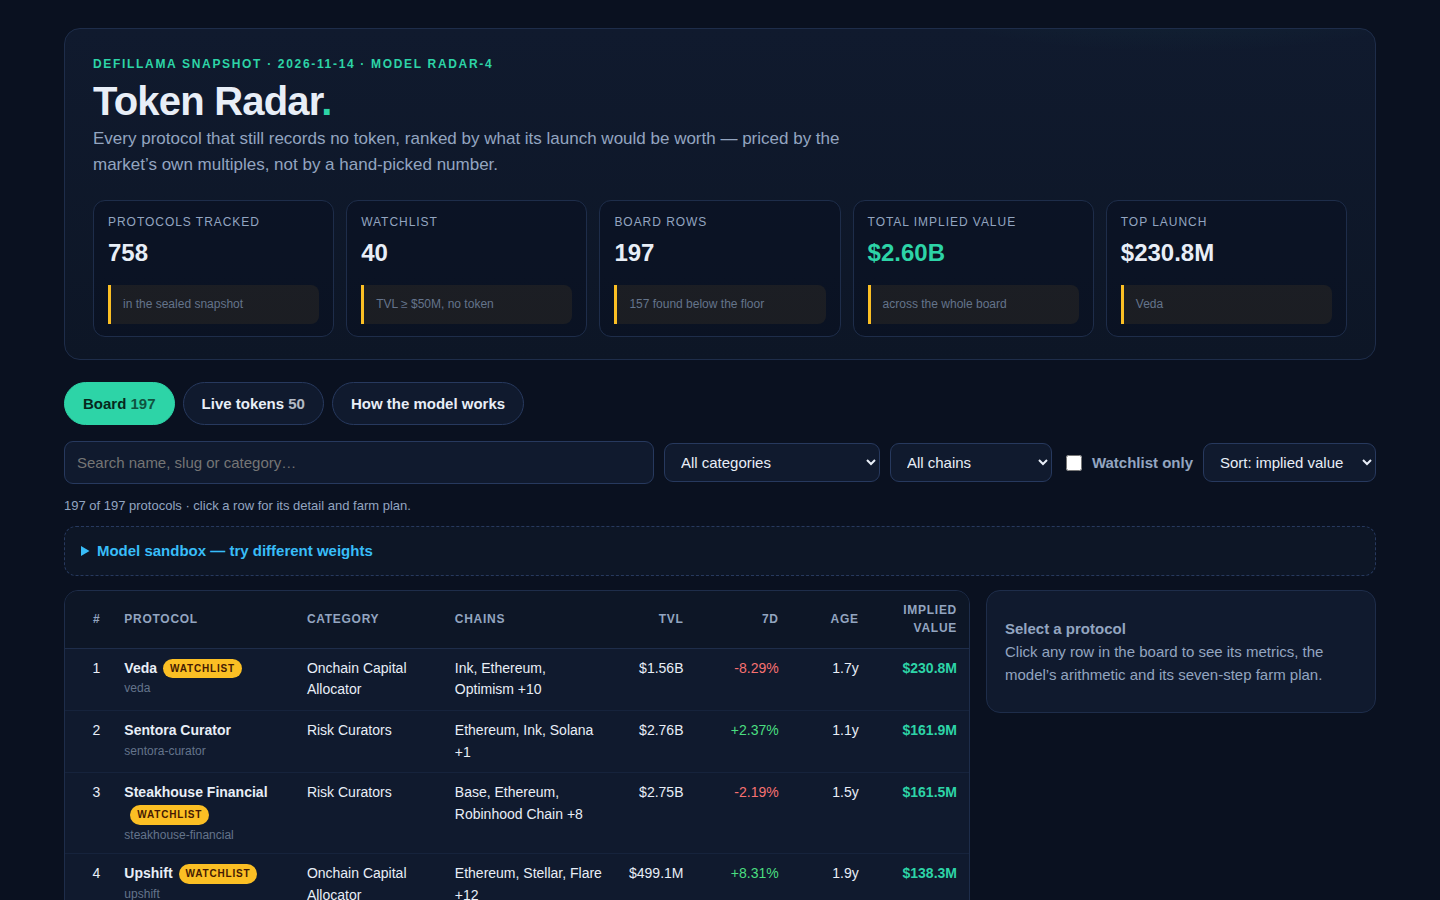 DEFILLAMA SNAPSHOT · 2026-11-14 · MODEL RADAR-4
Token Radar.
Every protocol that still records no token, ranked by what its launch would be worth — priced by the
market’s own multiples, not by a hand-picked number.
PROTOCOLS TRACKED
758
in the sealed snapshot
WATCHLIST
40
TVL ≥ $50M, no token
BOARD ROWS
197
157 found below the floor
TOTAL IMPLIED VALUE
$2.60B
across the whole board
TOP LAUNCH
$230.8M
Veda
Board 197
Live tokens 50
How the model works
Search name, slug or category…
All categories
All chains
Watchlist only
Sort: implied value
197 of 197 protocols · click a row for its detail and farm plan.
Model sandbox — try different weights
# PROTOCOL CATEGORY CHAINS TVL 7D AGE IMPLIED
VALUE
1 Veda WATCHLIST Onchain Capital Ink, Ethereum, $1.56B -8.29% 1.7y $230.8M
veda Allocator Optimism +10
2 Sentora Curator Risk Curators Ethereum, Ink, Solana $2.76B +2.37% 1.1y $161.9M
sentora-curator +1
3 Steakhouse Financial Risk Curators Base, Ethereum, $2.75B -2.19% 1.5y $161.5M
WATCHLIST Robinhood Chain +8
steakhouse-financial
4 Upshift WATCHLIST Onchain Capital Ethereum, Stellar, Flare $499.1M +8.31% 1.9y $138.3M
upshift Allocator +12
Select a protocol
Click any row in the board to see its metrics, the
model’s arithmetic and its seven-step farm plan.